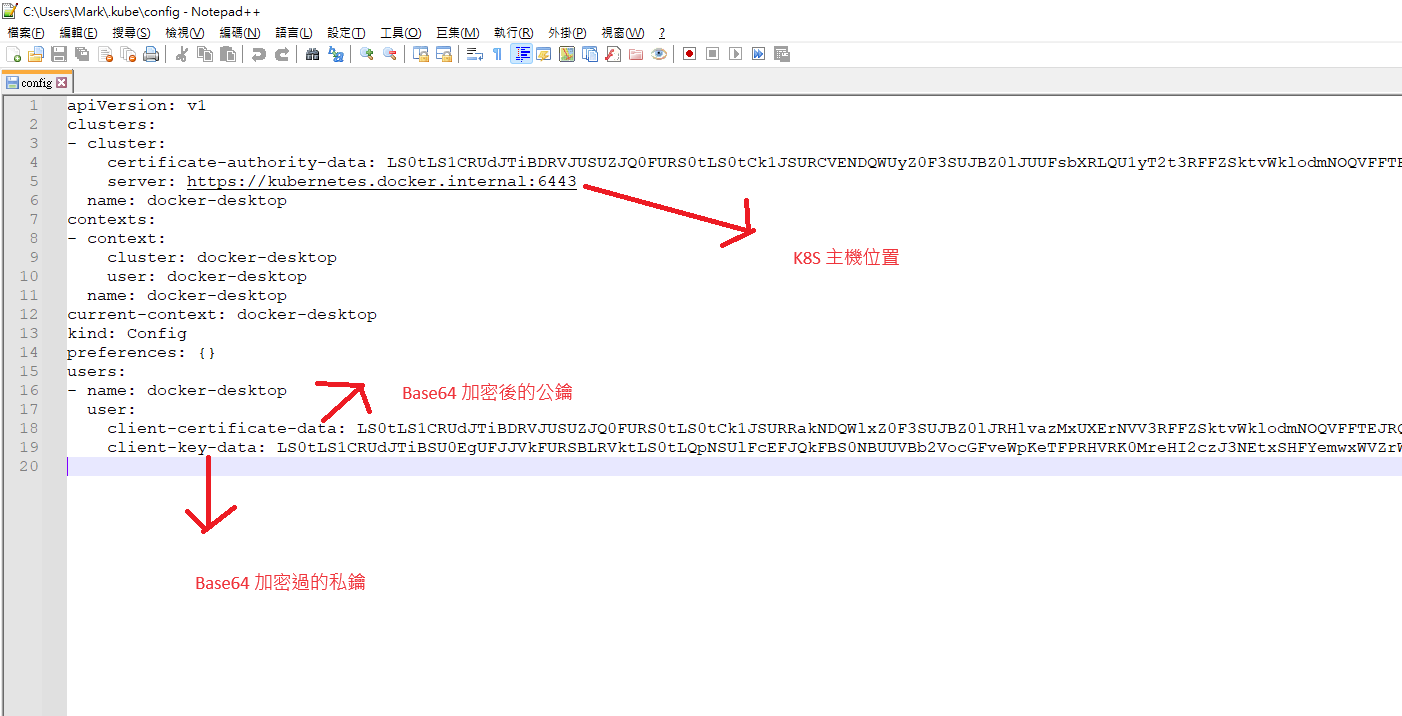 C:\Users\Mark\.kube\config - Notepad++
檔案(F) 編輯(E) 搜尋(S) 檢視(V) 編碼(N) 語言(L) 設定(T) 工具(O) 巨集(M) 執行(R) 外掛(P) 視窗(W) ?
config
1 apiVersion: v1
2 clusters:
3 - cluster:
4 certificate-authority-data:
5 server: https://kubernetes.docker.internal:6443
6 name: docker-desktop
7 contexts:
8 - context:
9 cluster: docker-desktop
K8S 主機位置
10 user: docker-desktop
11 name: docker-desktop
12 current-context: docker-desktop
13 kind: Config
14 preferences: {}
15 users:
16 - name: docker-desktop
Base64 加密後的公鑰
17 user:
18 client-certificate-data:
19 client-key-data:
20
Base64 加密過的私鑰